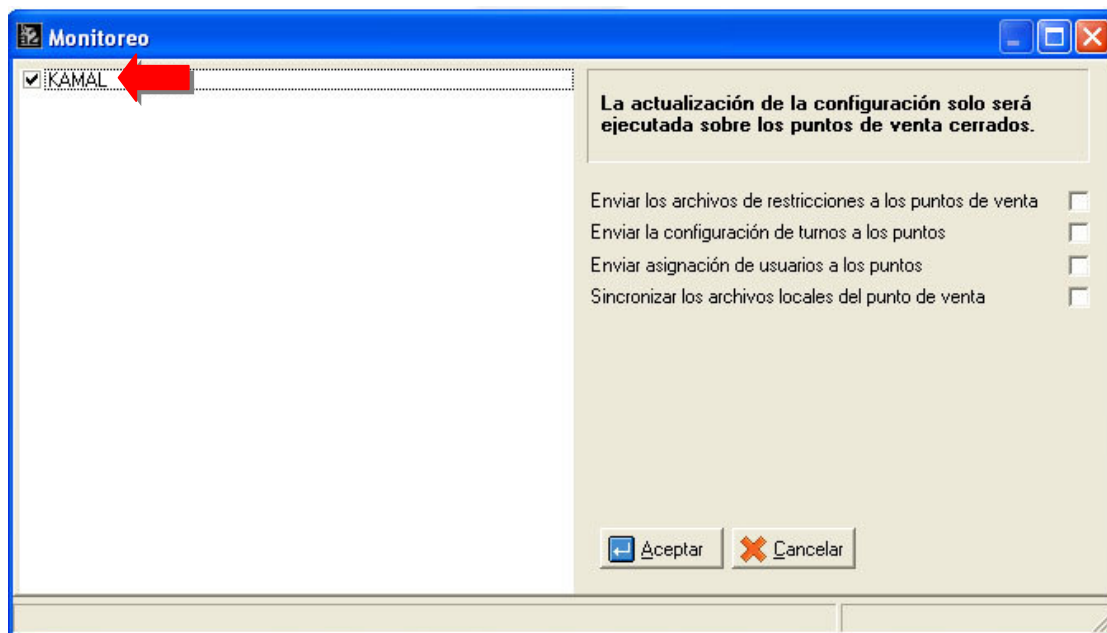 Monitoreo
KAMAL
La actualización de la configuración solo será
ejecutada sobre los puntos de venta cerrados.
Enviar los archivos de restricciones a los puntos de venta
Enviar la configuración de turnos a los puntos
Enviar asignación de usuarios a los puntos
Sincronizar los archivos locales del punto de venta
Aceptar
Cancelar